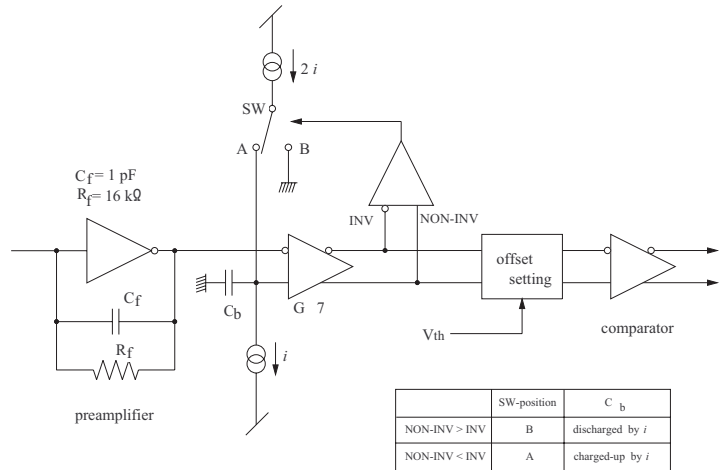 2 i
SW
A
B
Cf = 1 pF
Rf = 16 kΩ
INV
NON-INV
offset
setting
Cb
G 7
Cf
Vth
comparator
Rf
i
preamplifier
SW-position C b
NON-INV > INV B discharged by i
NON-INV < INV A charged-up by i